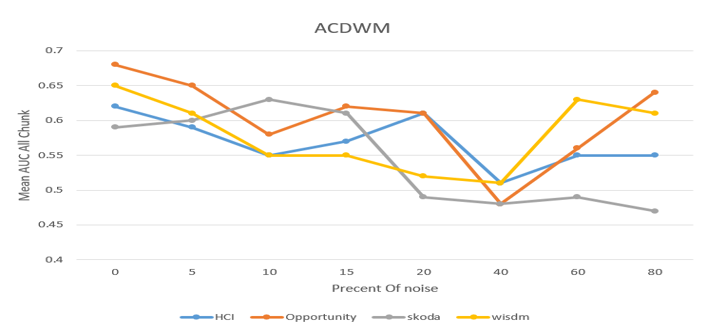 ACDWM
0.7
0.65
0.6
0.55
0.5
0.45
0.4
Mean AUC All Chunk
0 5 10 15 20 40 60 80
Precent Of noise
HCI Opportunity skoda wisdm